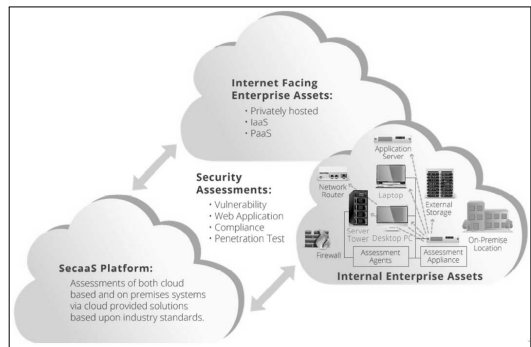 Internet Facing
Enterprise Assets:
• Privately hosted
• IaaS
• PaaS
Security
Assessments:
• Vulnerability
• Web Application
• Compliance
• Penetration Test
SecaaS Platform:
Assessments of both cloud
based and on premises systems
via cloud provided solutions
based upon industry standards.
Application
Server
Network
Router
Laptop
External
Storage
Server
Tower
Desktop PC
On-Premise
Location
Firewall
Assessment
Agents
Assessment
Appliance
Internal Enterprise Assets